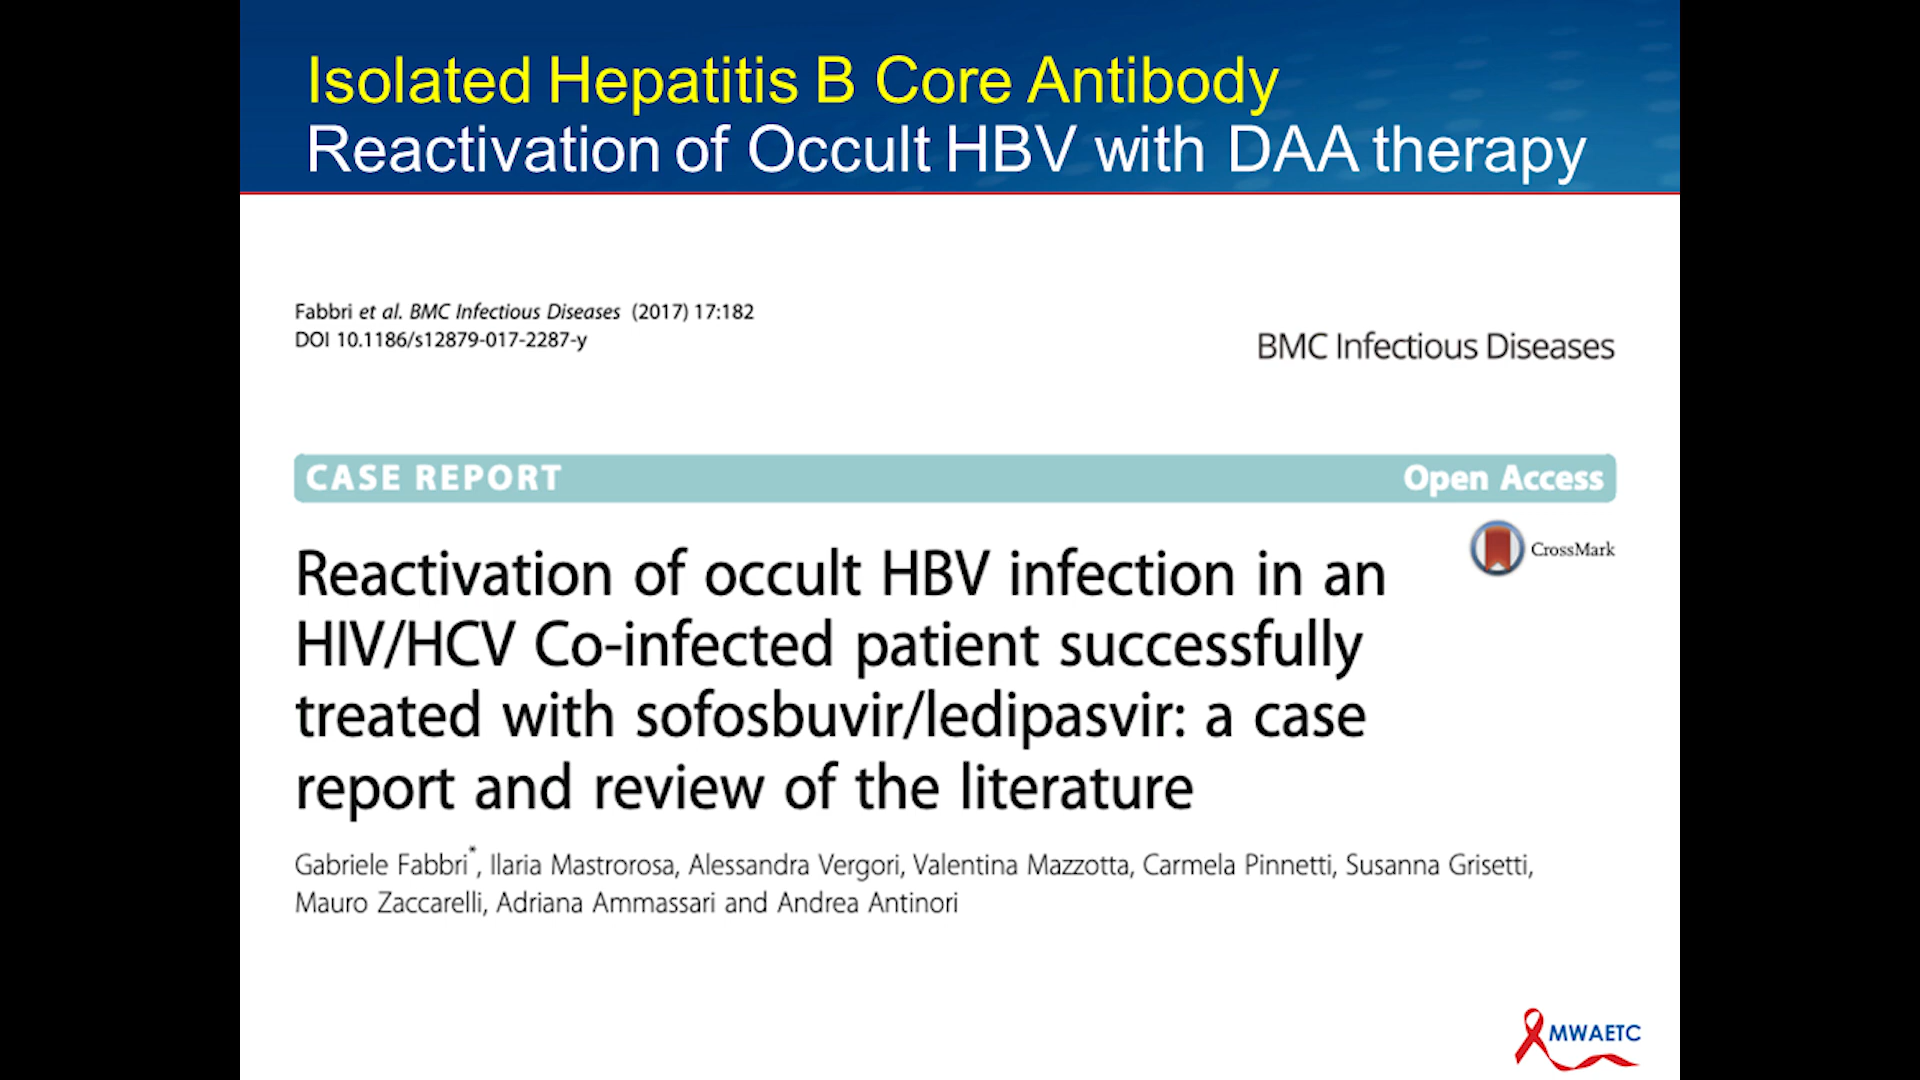 Isolated Hepatitis B Core Antibody
Reactivation of Occult HBV with DAA therapy
Fabbri et al. BMC Infectious Diseases (2017) 17:182
DOI 10.1186/s12879-017-2287-y
BMC Infectious Diseases
CASE REPORT
Open Access
CrossMark
Reactivation of occult HBV infection in an
HIV/HCV Co-infected patient successfully
treated with sofosbuvir/ledipasvir: a case
report and review of the literature
Gabriele Fabbri*, Ilaria Mastrorosa, Alessandra Vergori, Valentina Mazzotta, Carmela Pinnetti, Susanna Grisetti,
Mauro Zaccarelli, Adriana Ammassari and Andrea Antinori
MWAETC